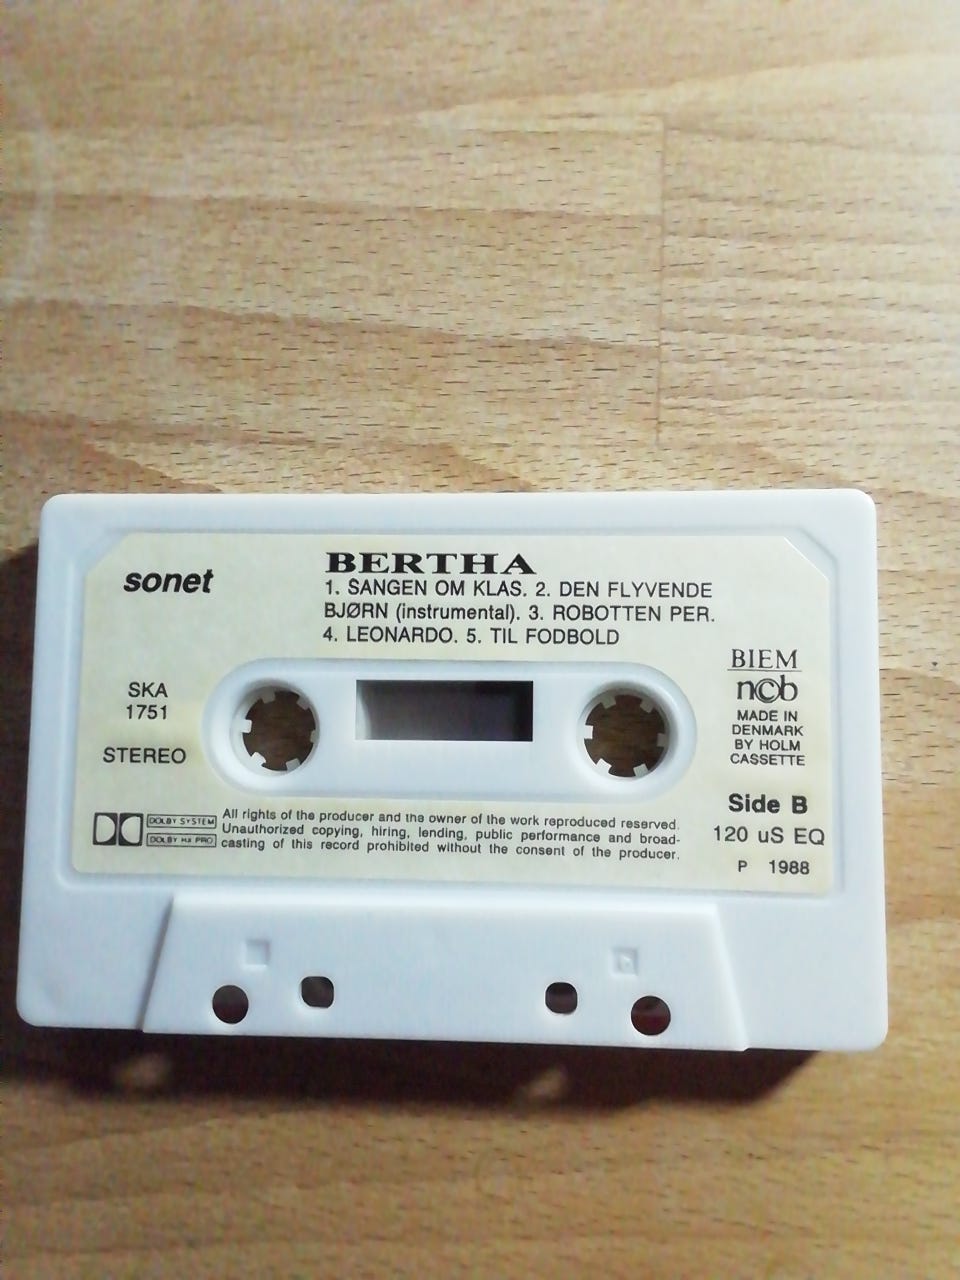 sonet
BERTHA
1. SANGEN OM KLAS. 2. DEN FLYVENDE
BJØRN (instrumental). 3. ROBOTTEN PER.
4. LEONARDO. 5. TIL FODBOLD
SKA
1751
STEREO
BIEM
ncb
MADE IN
DENMARK
BY HOLM
CASSETTE
Side B
120 uS EQ
P 1988
DOLBY SYSTEM
DOLBY HX PRO
All rights of the producer and the owner of the work reproduced reserved.
Unauthorized copying, hiring, lending, public performance and broad-
casting of this record prohibited without the consent of the producer.